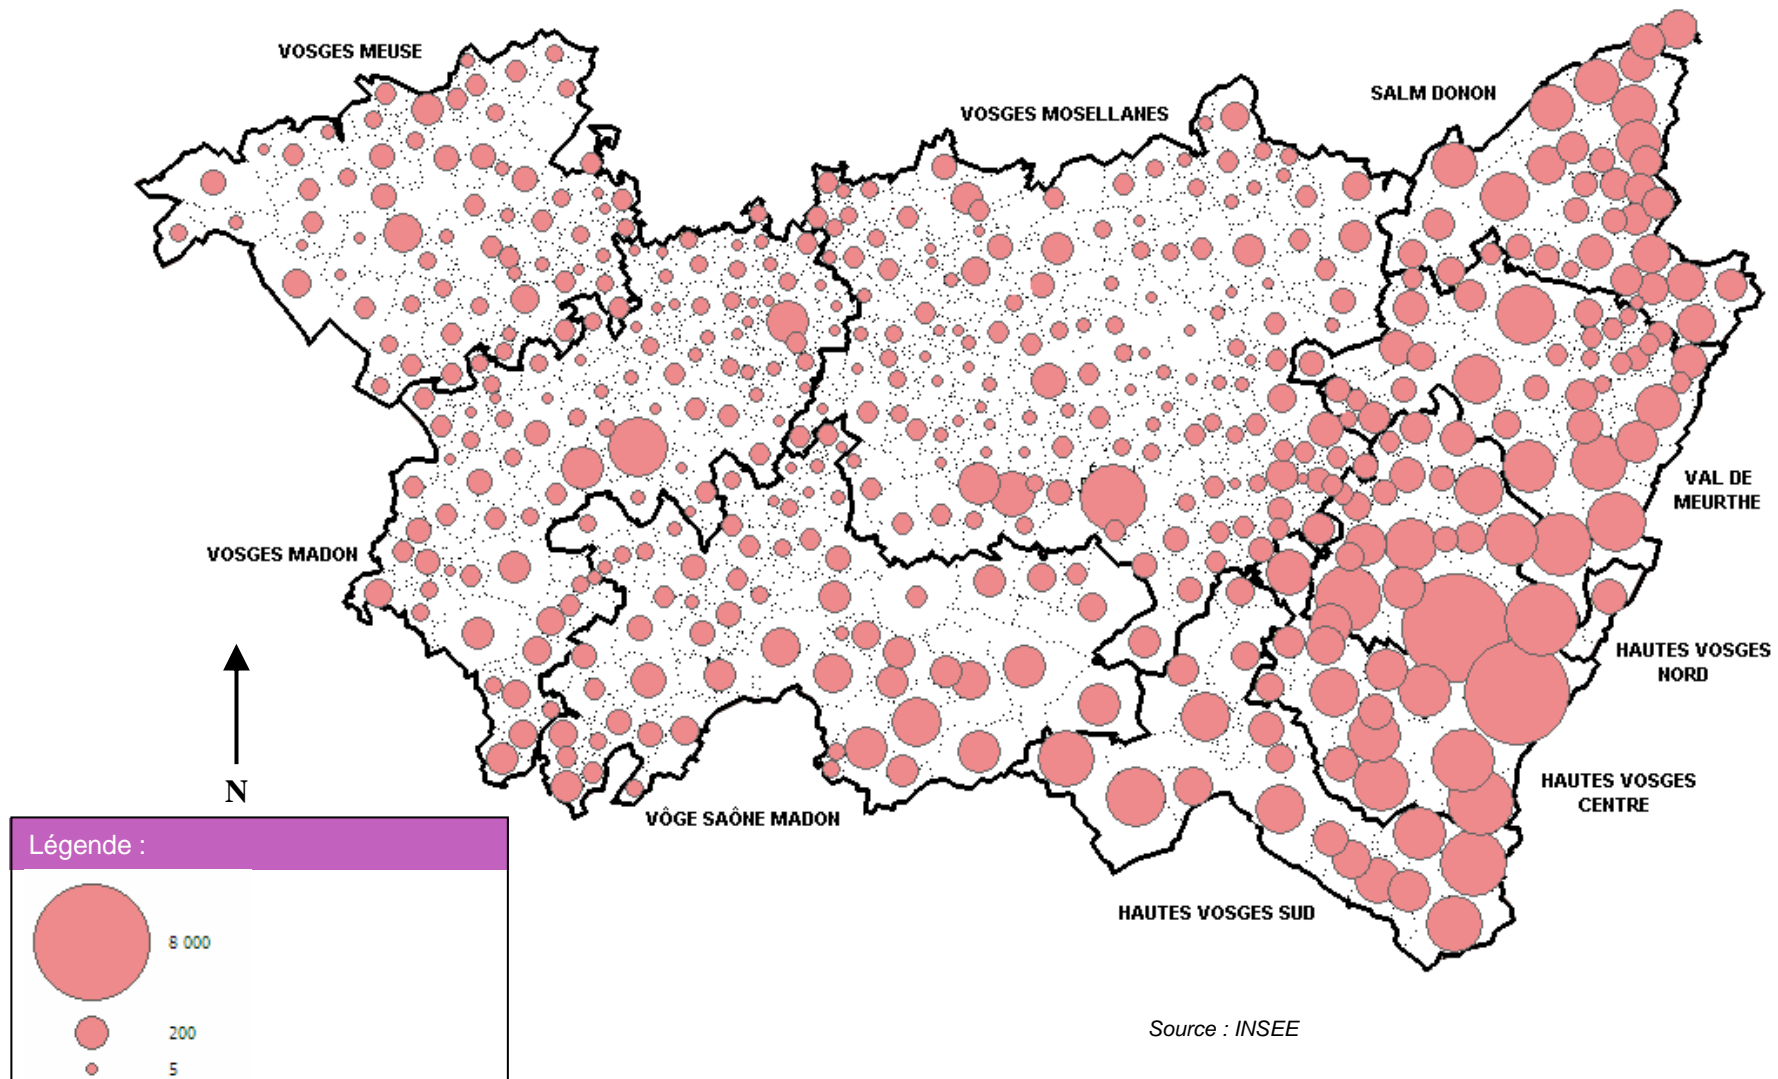 VOSGES MEUSE
SALM DONON
VOSGES MOSELLANES
VAL DE
MEURTHE
VOSGES MADON
HAUTES VOSGES
NORD
HAUTES VOSGES
CENTRE
N
VÔGE SAÔNE MADON
Légende :
HAUTES VOSGES SUD
8 000
200
5
Source : INSEE